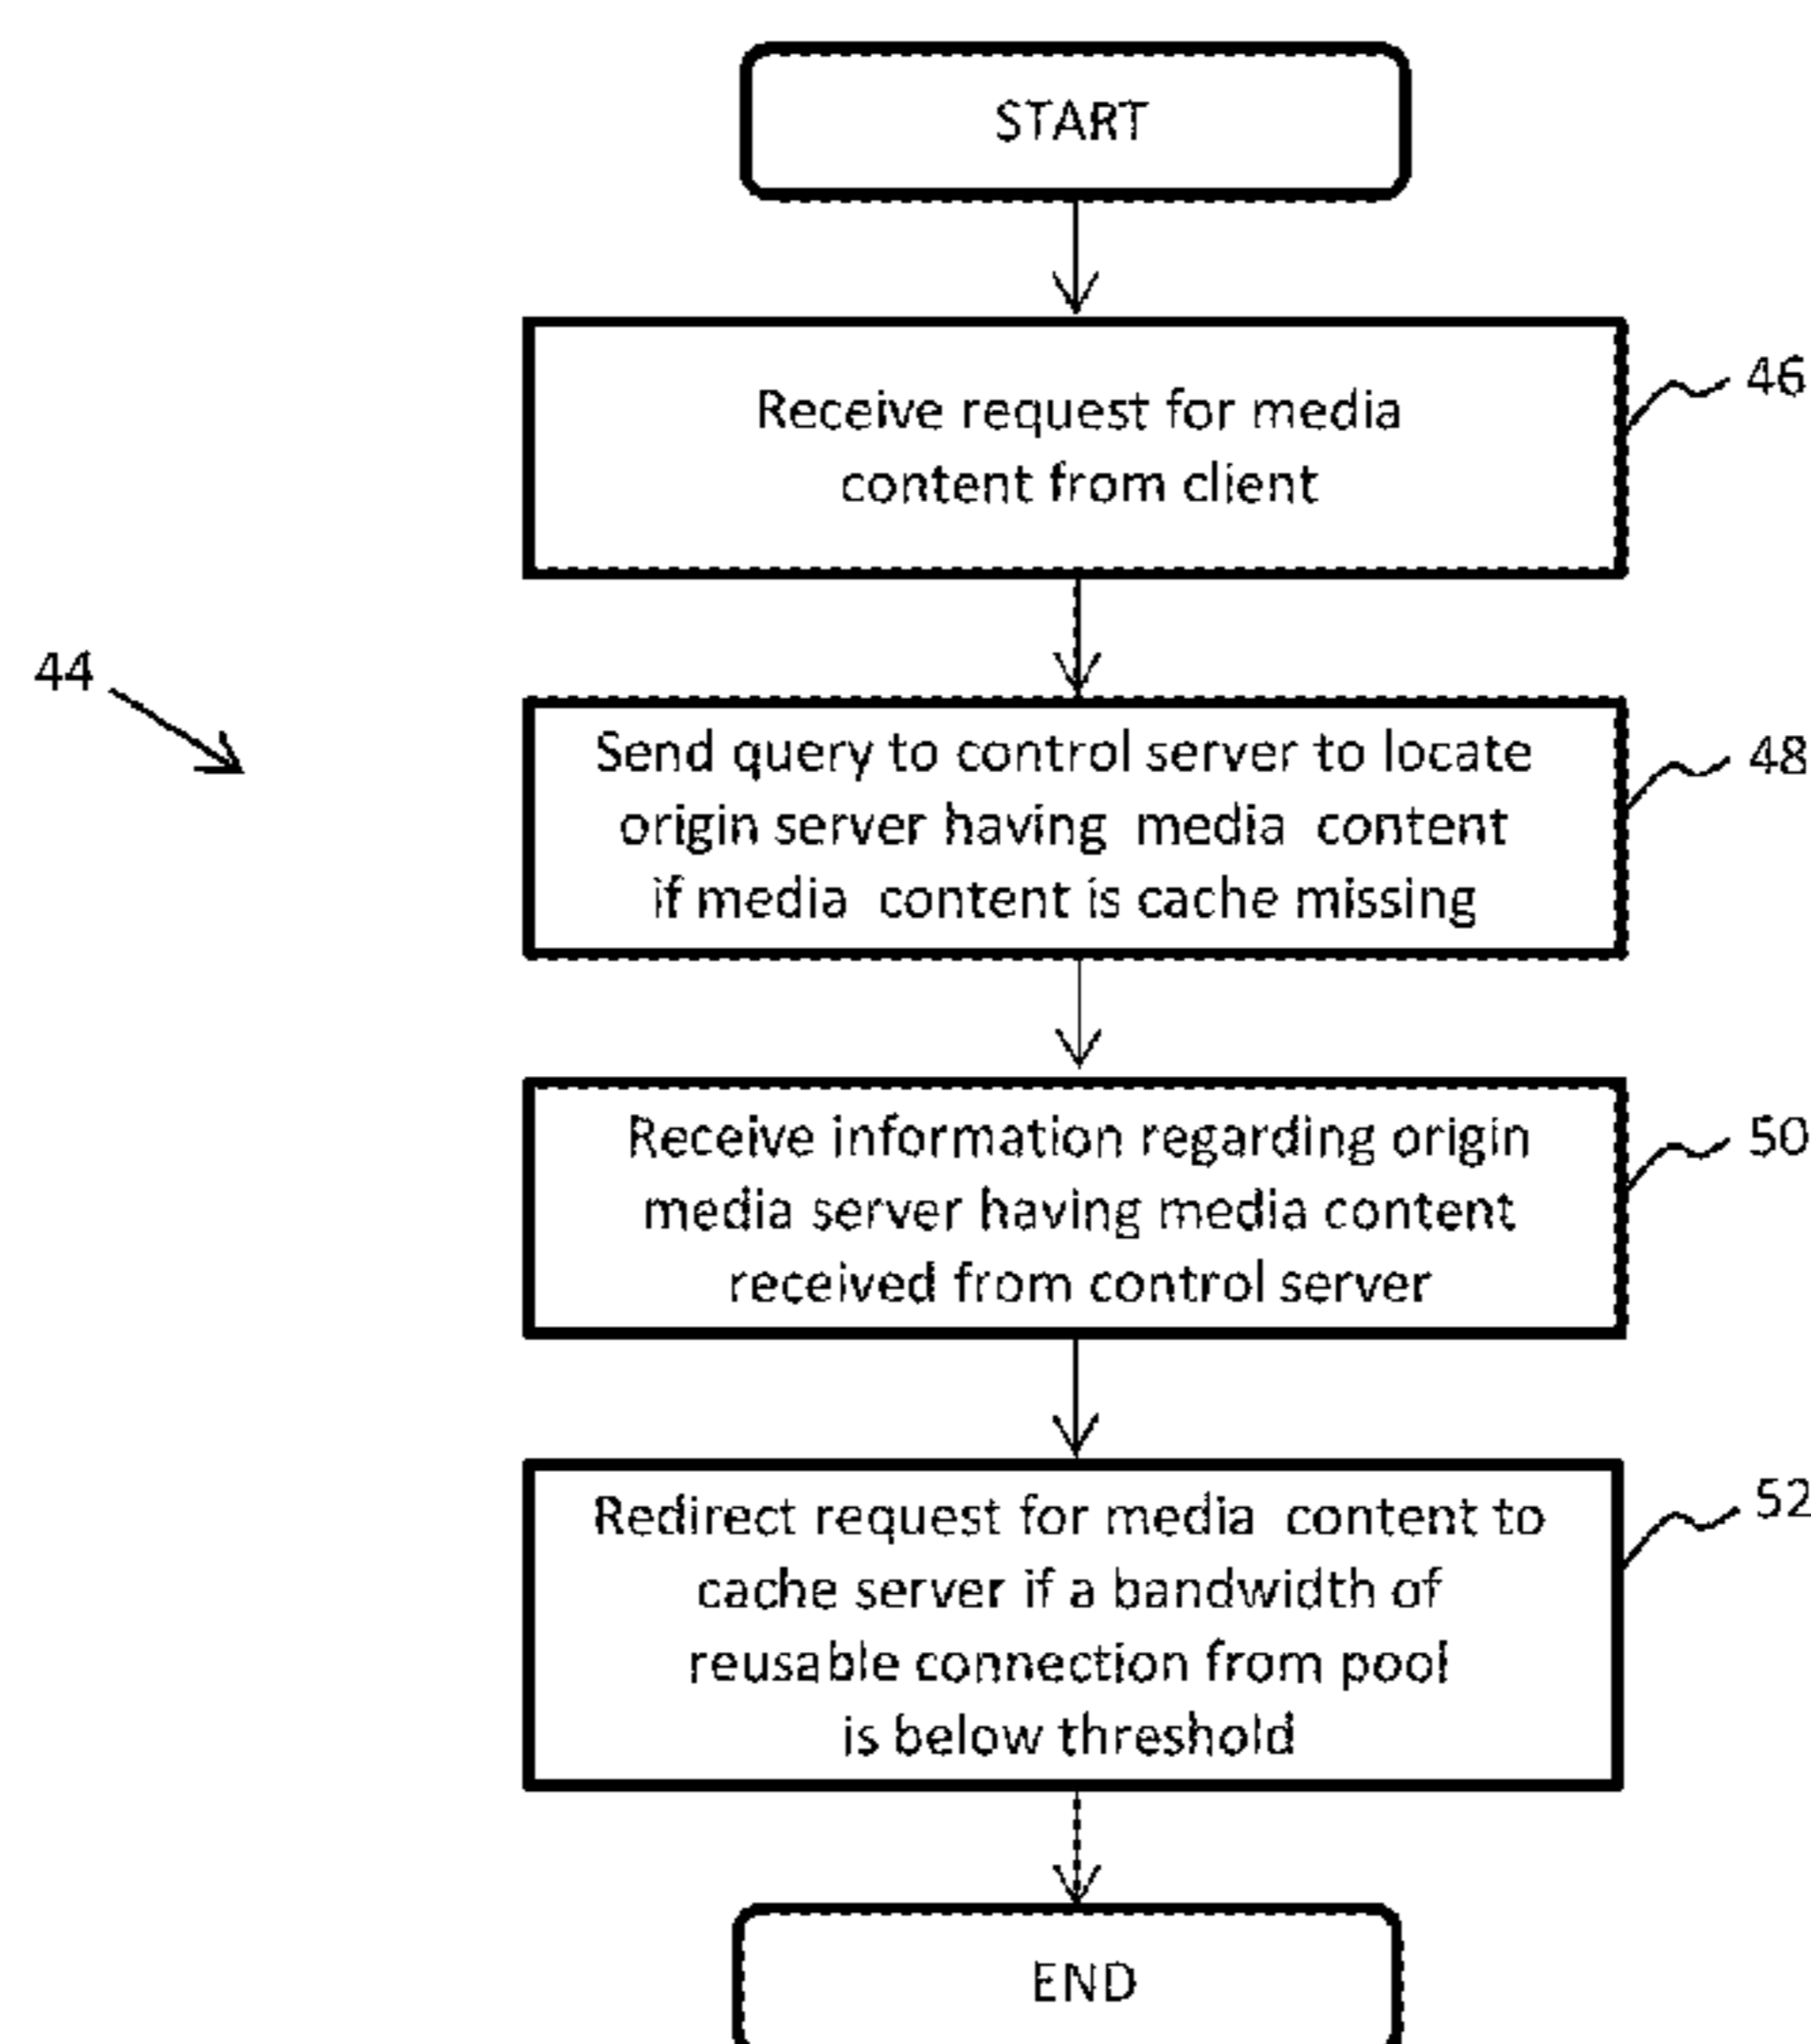 START
Receive request for media
content from client
46
44
Send query to control server to locate
origin server having media content
if media content is cache missing
48
Receive information regarding origin
media server having media content
received from control server
50
Redirect request for media content to
cache server if a bandwidth of
reusable connection from pool
is below threshold
52
END